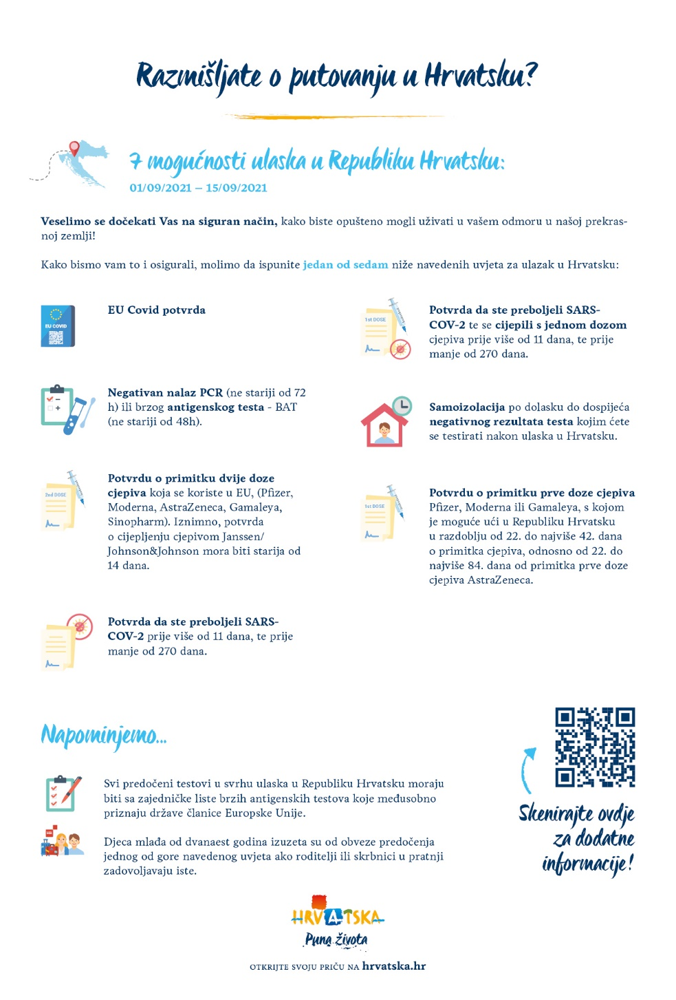 Razmišljate o putovanju u Hrvatsku?
7 mogućnosti ulaska u Republiku Hrvatsku:
01/09/2021 – 15/09/2021
Veselimo se dočekati Vas na siguran način, kako biste opušteno mogli uživati u vašem odmoru u našoj prekras-
noj zemlji!
Kako bismo vam to i osigurali, molimo da ispunite jedan od sedam niže navedenih uvjeta za ulazak u Hrvatsku:
EU COVID
EU Covid potvrda
Negativan nalaz PCR (ne stariji od 72
h) ili brzog antigenskog testa - BAT
(ne stariji od 48h).
2nd DOSE
Potvrdu o primitku dvije doze
cjepiva koja se koriste u EU, (Pfizer,
Moderna, AstraZeneca, Gamaleya,
Sinopharm). Iznimno, potvrda
o cijepljenju cjepivom Janssen/
Johnson&Johnson mora biti starija od
14 dana.
Potvrda da ste preboljeli SARS-
COV-2 prije više od 11 dana, te prije
manje od 270 dana.
1st DOSE
Potvrda da ste preboljeli SARS-
COV-2 te se cijepili s jednom dozom
cjepiva prije više od 11 dana, te prije
manje od 270 dana.
Samoizolacija po dolasku do dospijeća
negativnog rezultata testa kojim ćete
se testirati nakon ulaska u Hrvatsku.
1st DOSE
Potvrdu o primitku prve doze cjepiva
Pfizer, Moderna ili Gamaleya, s kojom
je moguće ući u Republiku Hrvatsku
u razdoblju od 22. do najviše 42. dana
o primitka cjepiva, odnosno od 22. do
najviše 84. dana od primitka prve doze
cjepiva AstraZeneca.
Napominjemo...
Svi predočeni testovi u svrhu ulaska u Republiku Hrvatsku moraju
biti sa zajedničke liste brzih antigenskih testova koje međusobno
priznaju države članice Europske Unije.
Djeca mlađa od dvanaest godina izuzeta su od obveze predočenja
jednog od gore navedenog uvjeta ako roditelji ili skrbnici u pratnji
zadovoljavaju iste.
Skenirajte ovdje
za dodatne
informacije!
HRVATSKA
Puna života
OTKRIJTE SVOJU PRIČU NA hrvatska.hr